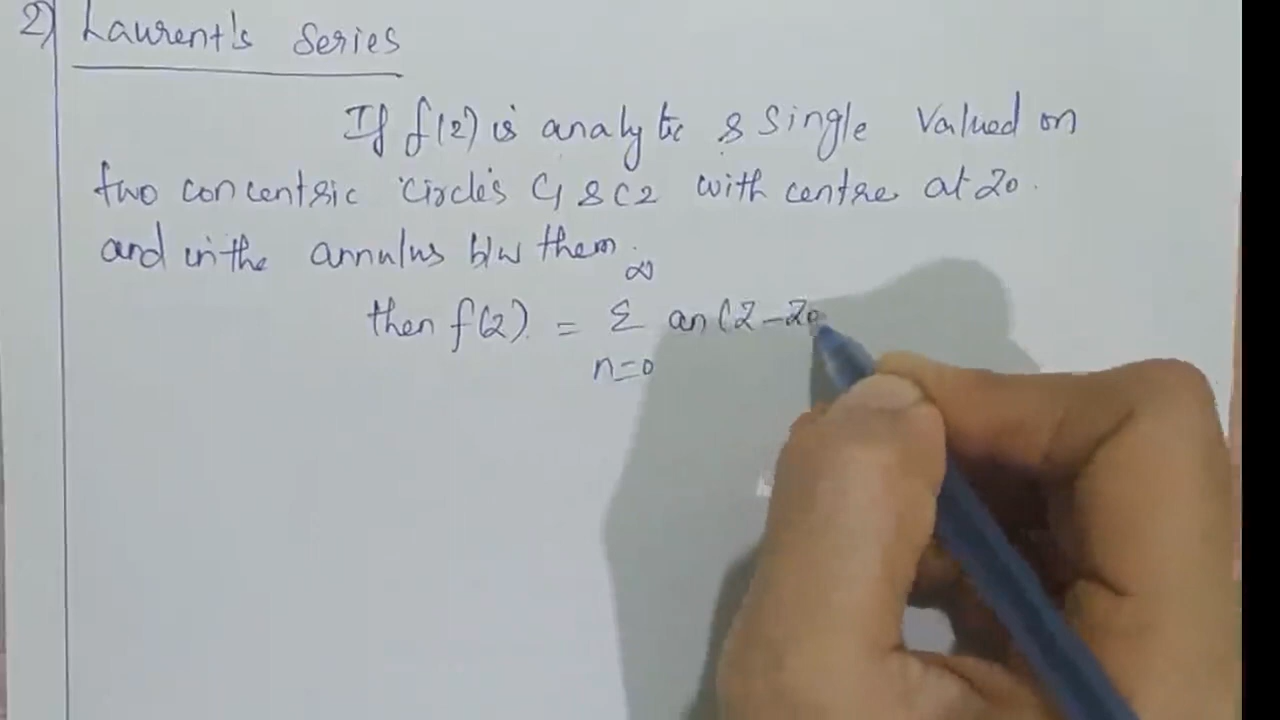 2) Laurent's Series
If f(z) is analytic & single valued on
two concentric circles C1 & C2 with centre at z0.
and in the annulus b/w them.
∞
then f(z) = Σ an(z-z0
n=0